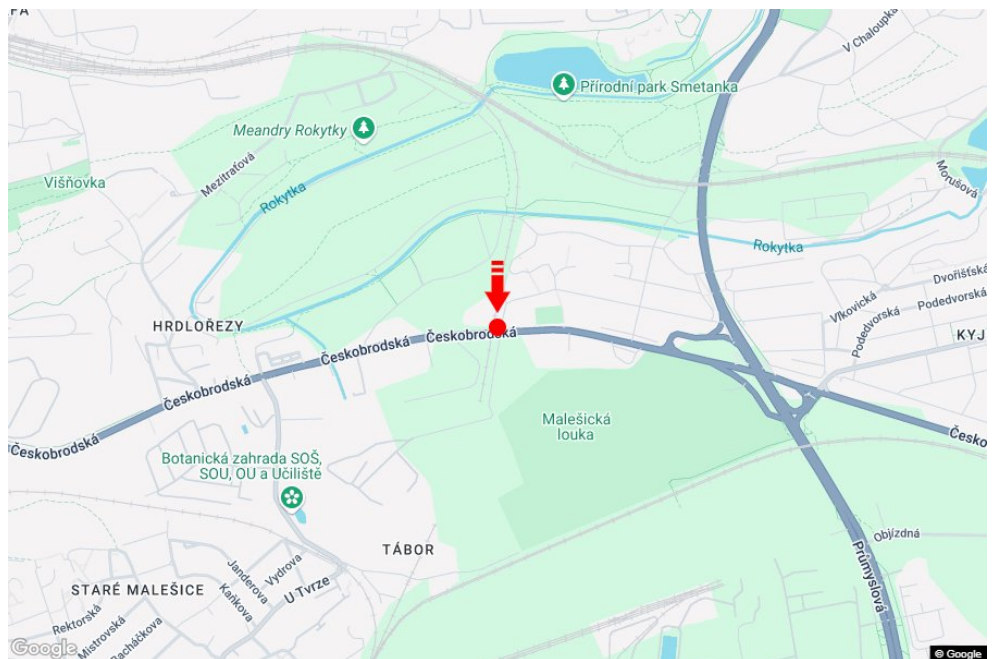 PA
V Chaloupkách
Přírodní park Smetanka
Meandry Rokytky
Mezitraťová
Višňovka
Rokytka
Morušová
Rokytka
Dvořišťská
Vlkovická
Podedvorská
Podedvorská
HRDLOŘEZY
KYJ
Českobrodská
Českobrodská
Českobrodská
Českobrodská
Malešická
louka
Česko
Botanická zahrada SOŠ,
SOU, OU a Učiliště
TÁBOR
Objízdná
Průmyslová
Janderova
Vydrova
Kaňkova
U Tvrze
STARÉ MALEŠICE
Rektorská
Mistrovská
Bacháčkova
Google
© Google